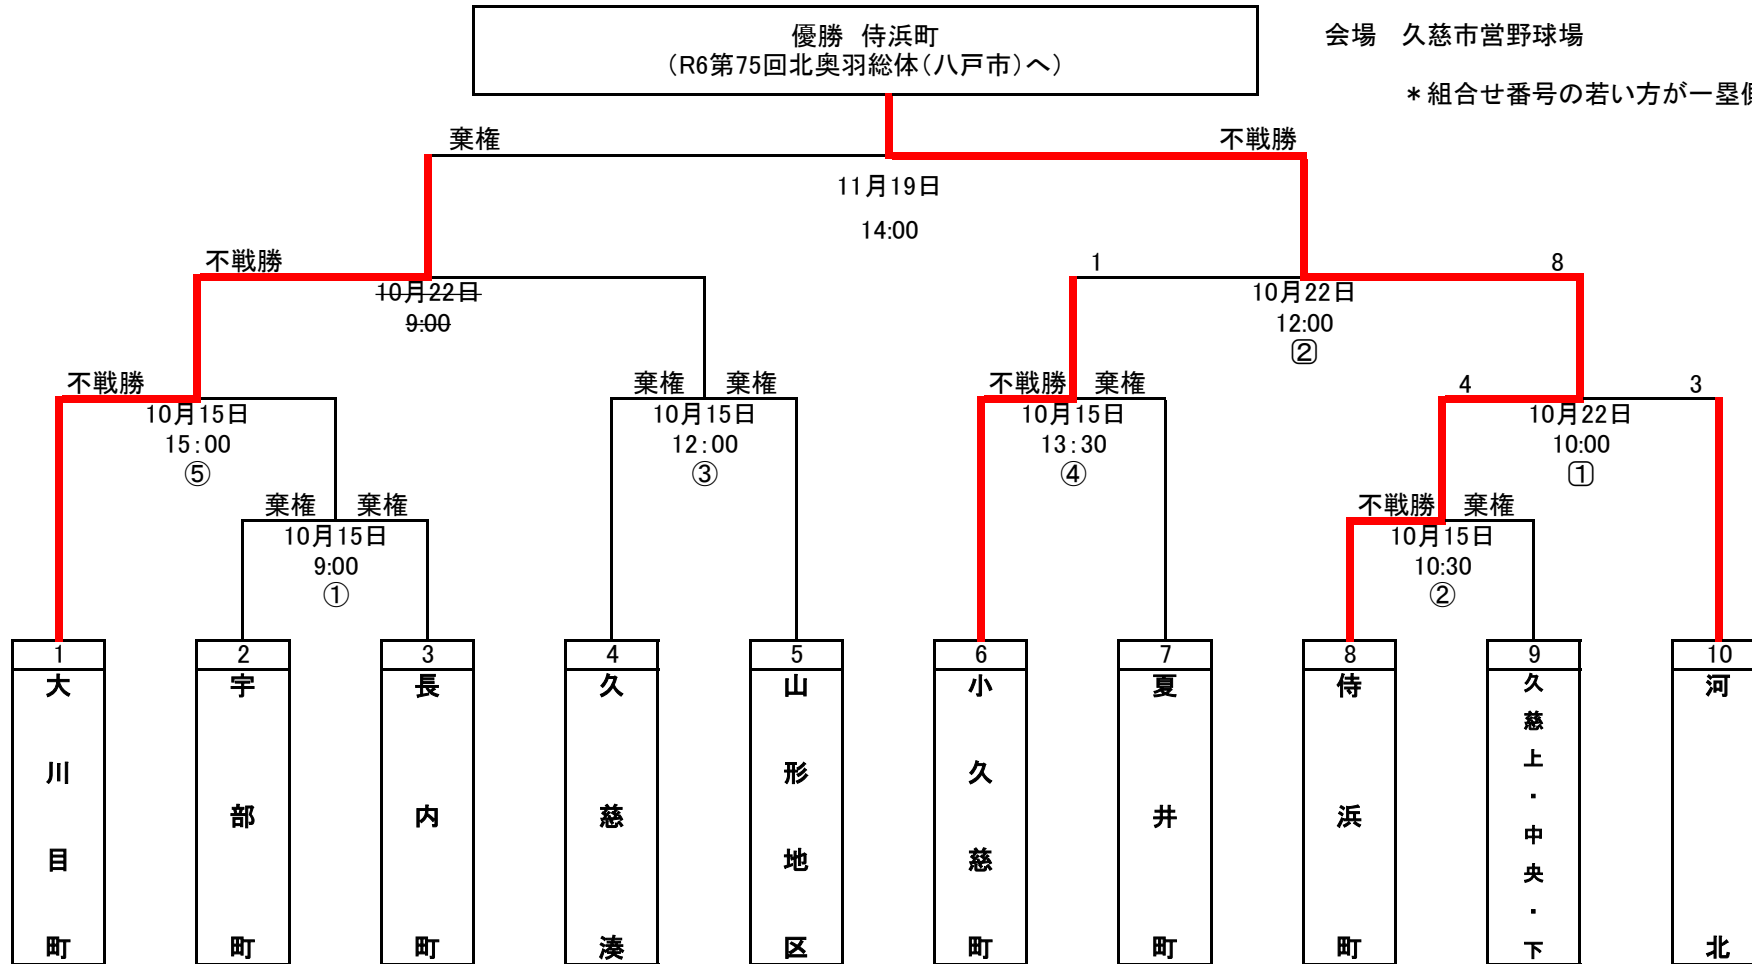 優勝 侍浜町
（R6第75回北奥羽総体（八戸市）へ）
会場 久慈市営野球場
＊組合せ番号の若い方が一塁側
棄権
不戦勝
11月19日
14:00
不戦勝
10月22日
9:00
1
8
10月22日
12:00
②
不戦勝
10月15日
15:00
⑤
棄権 棄権
10月15日
12:00
③
不戦勝 棄権
10月15日
13:30
④
4
3
10月22日
10:00
①
棄権 棄権
10月15日
9:00
①
不戦勝 棄権
10月15日
10:30
②
1
大川目町
2
宇部町
3
長内町
4
久慈湊
5
山形地区
6
小久慈町
7
夏井町
8
侍浜町
9
久慈上・中央・下
10
河北